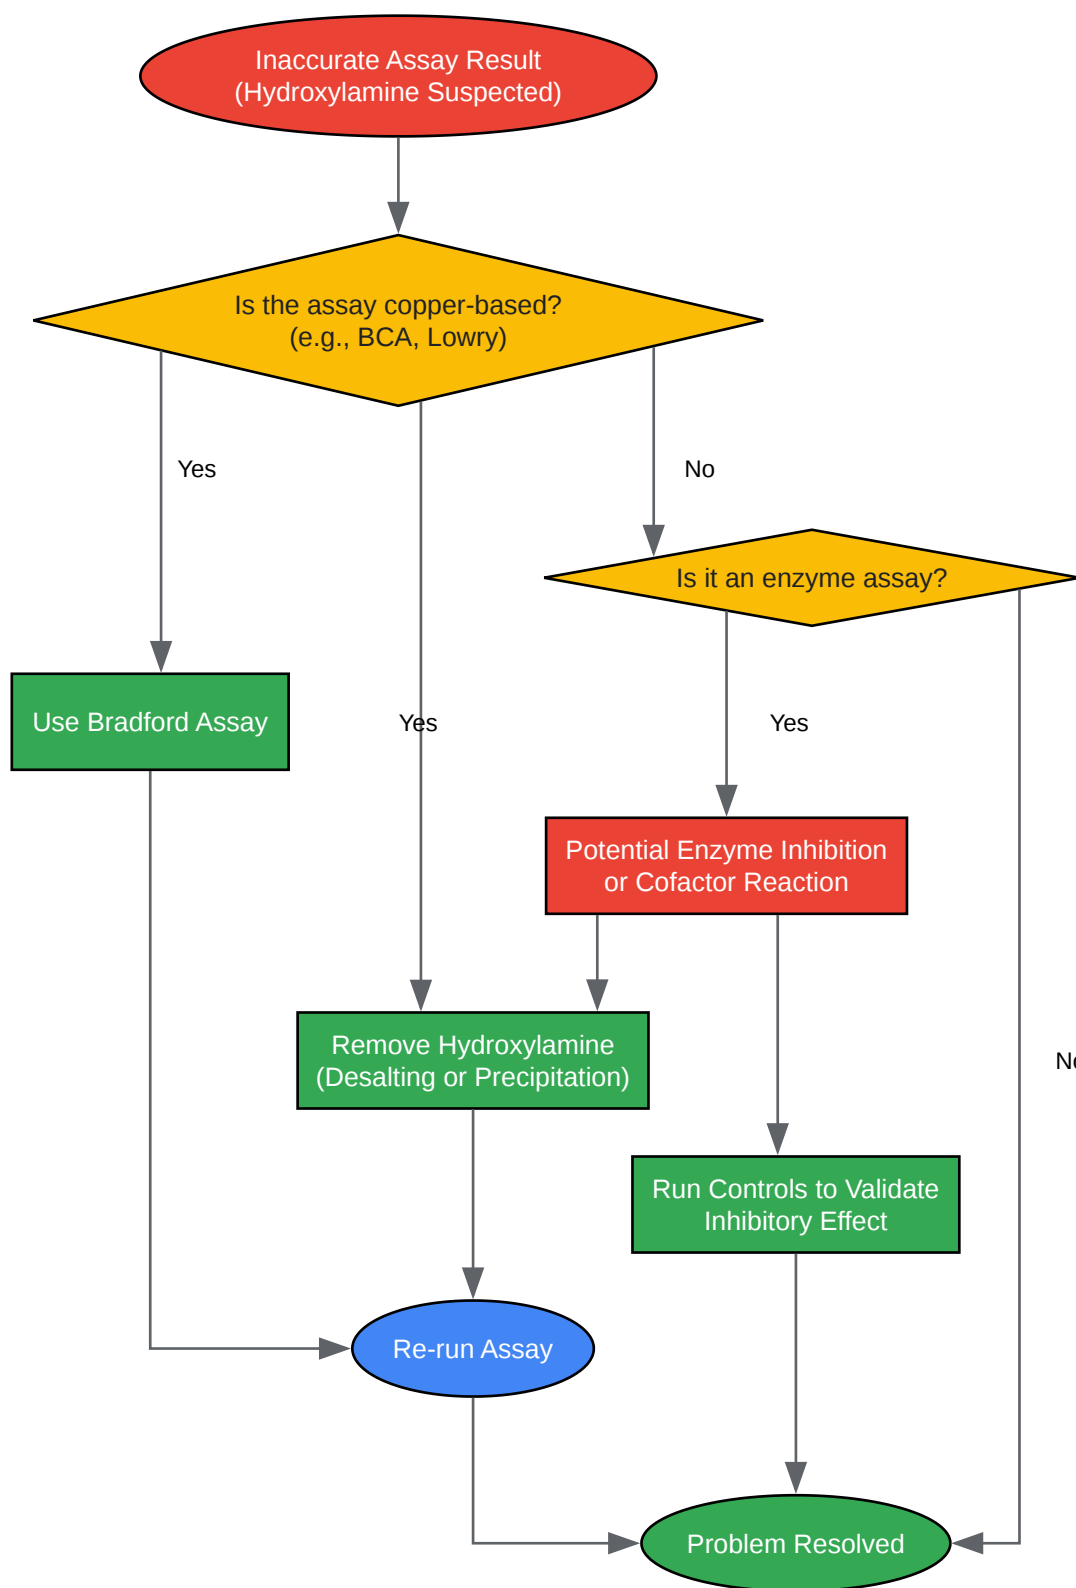 Inaccurate Assay Result
(Hydroxylamine Suspected)
Is the assay copper-based?
(e.g., BCA, Lowry)
Yes
No
Is it an enzyme assay?
Use Bradford Assay
Yes
Yes
Potential Enzyme Inhibition
or Cofactor Reaction
Remove Hydroxylamine
(Desalting or Precipitation)
No
Run Controls to Validate
Inhibitory Effect
Re-run Assay
Problem Resolved